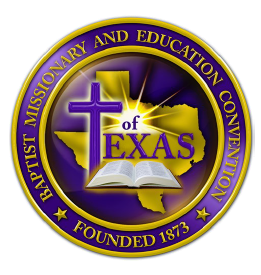 BAPTIST MISSIONARY AND EDUCATION CONVENTION
of
TEXAS
FOUNDED 1873